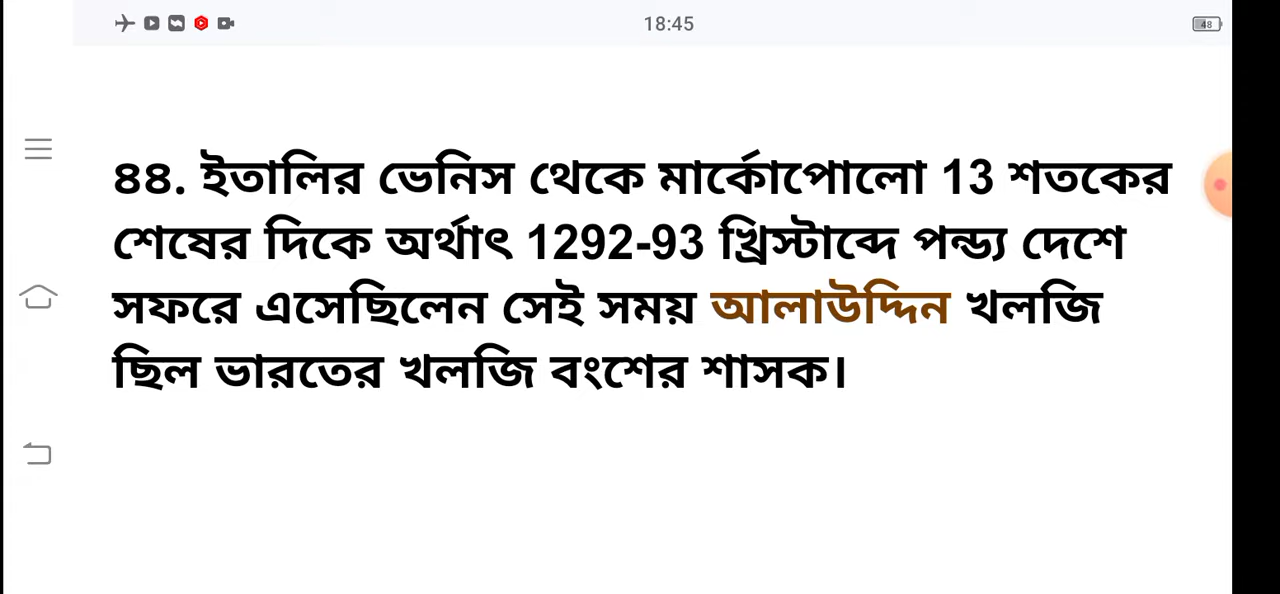 18:45
48
৪৪. ইতালির ভেনিস থেকে মার্কোপোলো 13 শতকের
শেষের দিকে অর্থাৎ 1292-93 খ্রিস্টাব্দে পন্ড্য দেশে
সফরে এসেছিলেন সেই সময় আলাউদ্দিন খলজি
ছিল ভারতের খলজি বংশের শাসক।